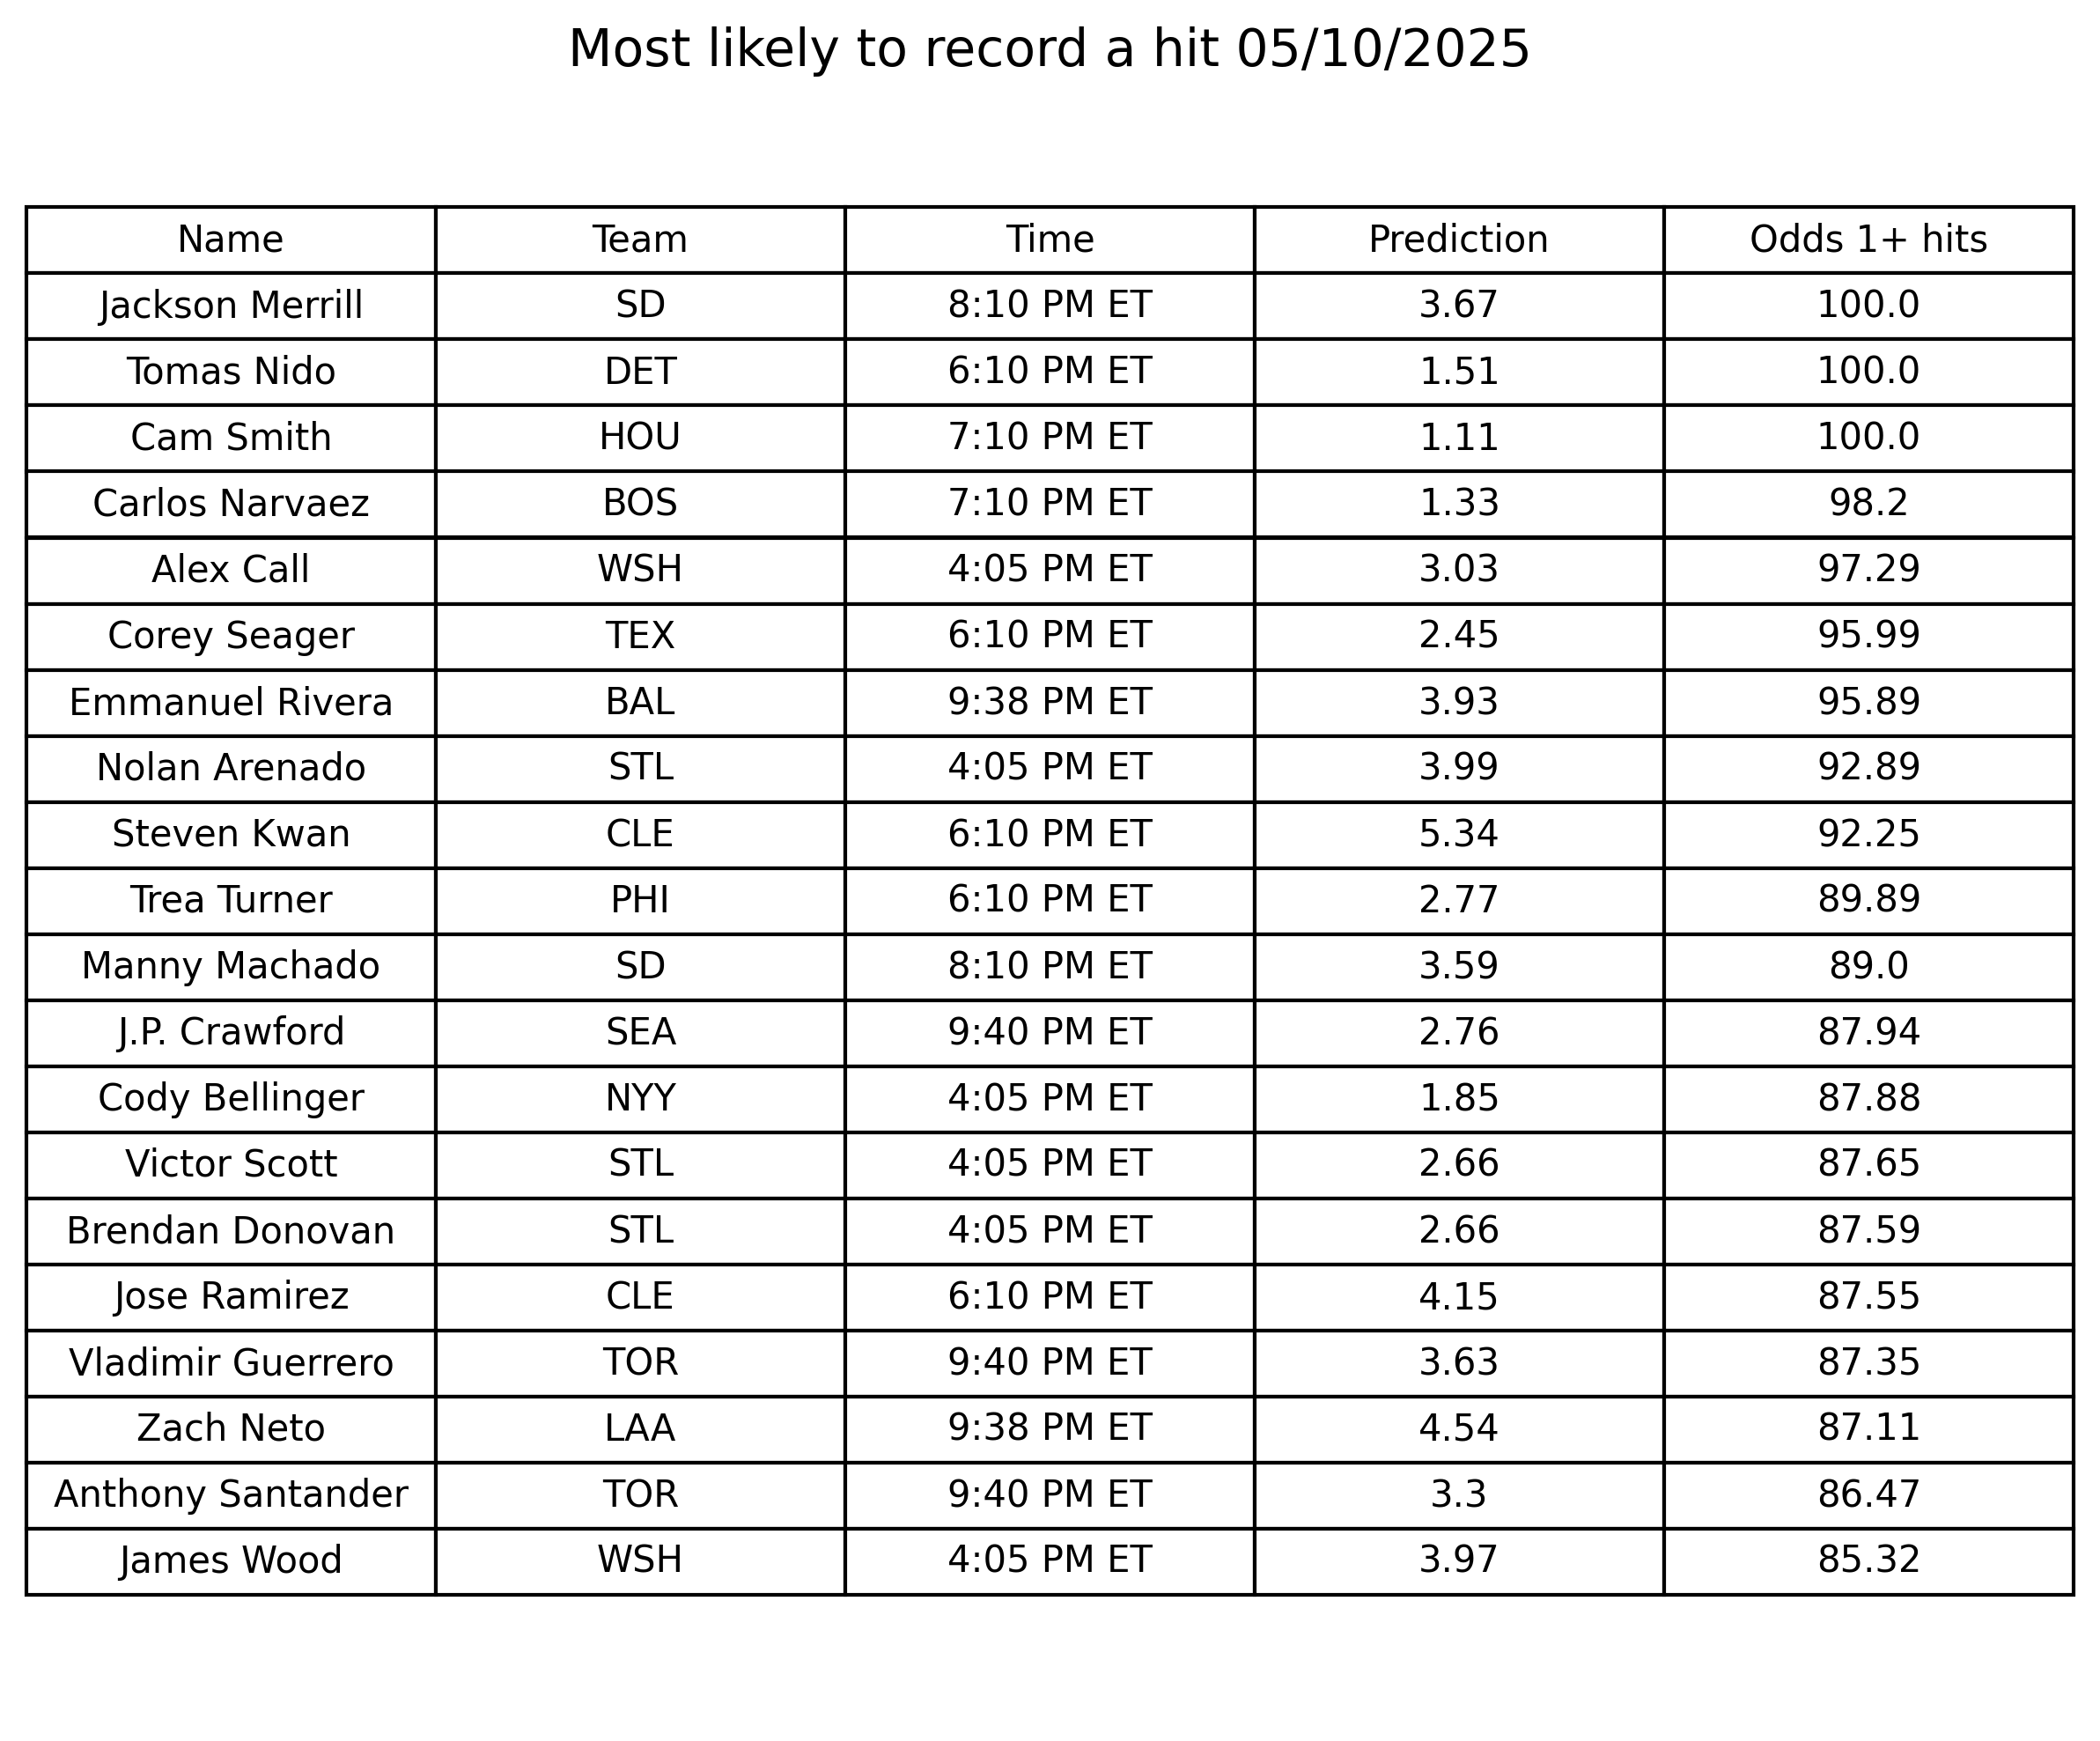 Most likely to record a hit 05/10/2025
Name Team Time Prediction Odds 1+ hits
Jackson Merrill SD 8:10 PM ET 3.67 100.0
Tomas Nido DET 6:10 PM ET 1.51 100.0
Cam Smith HOU 7:10 PM ET 1.11 100.0
Carlos Narvaez BOS 7:10 PM ET 1.33 98.2
Alex Call WSH 4:05 PM ET 3.03 97.29
Corey Seager TEX 6:10 PM ET 2.45 95.99
Emmanuel Rivera BAL 9:38 PM ET 3.93 95.89
Nolan Arenado STL 4:05 PM ET 3.99 92.89
Steven Kwan CLE 6:10 PM ET 5.34 92.25
Trea Turner PHI 6:10 PM ET 2.77 89.89
Manny Machado SD 8:10 PM ET 3.59 89.0
J.P. Crawford SEA 9:40 PM ET 2.76 87.94
Cody Bellinger NYY 4:05 PM ET 1.85 87.88
Victor Scott STL 4:05 PM ET 2.66 87.65
Brendan Donovan STL 4:05 PM ET 2.66 87.59
Jose Ramirez CLE 6:10 PM ET 4.15 87.55
Vladimir Guerrero TOR 9:40 PM ET 3.63 87.35
Zach Neto LAA 9:38 PM ET 4.54 87.11
Anthony Santander TOR 9:40 PM ET 3.3 86.47
James Wood WSH 4:05 PM ET 3.97 85.32